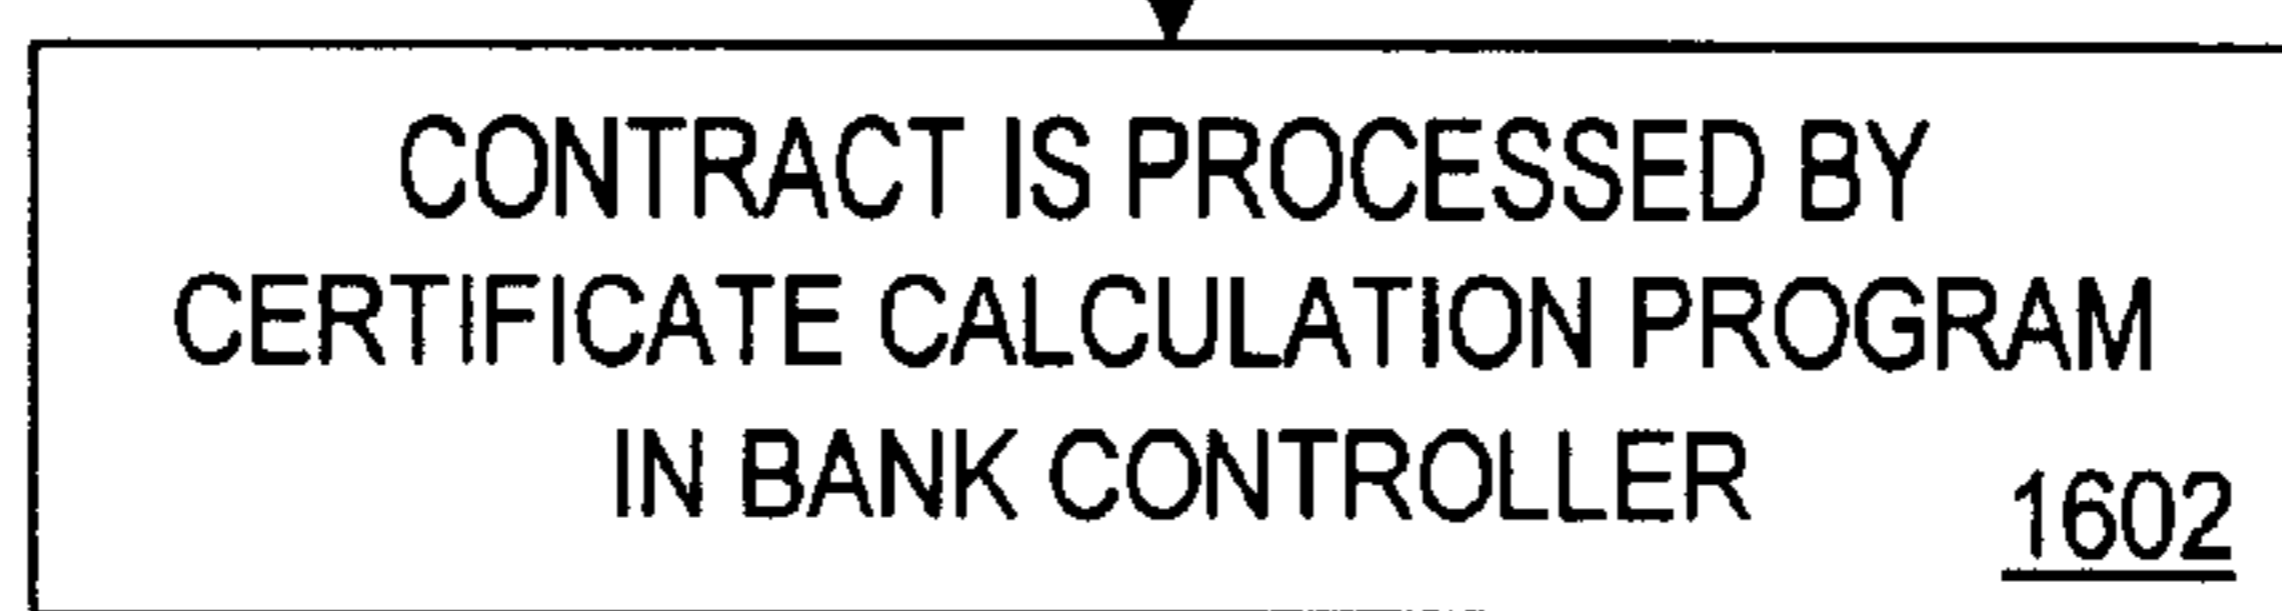 CONTRACT IS PROCESSED BY
CERTIFICATE CALCULATION PROGRAM
IN BANK CONTROLLER
1602